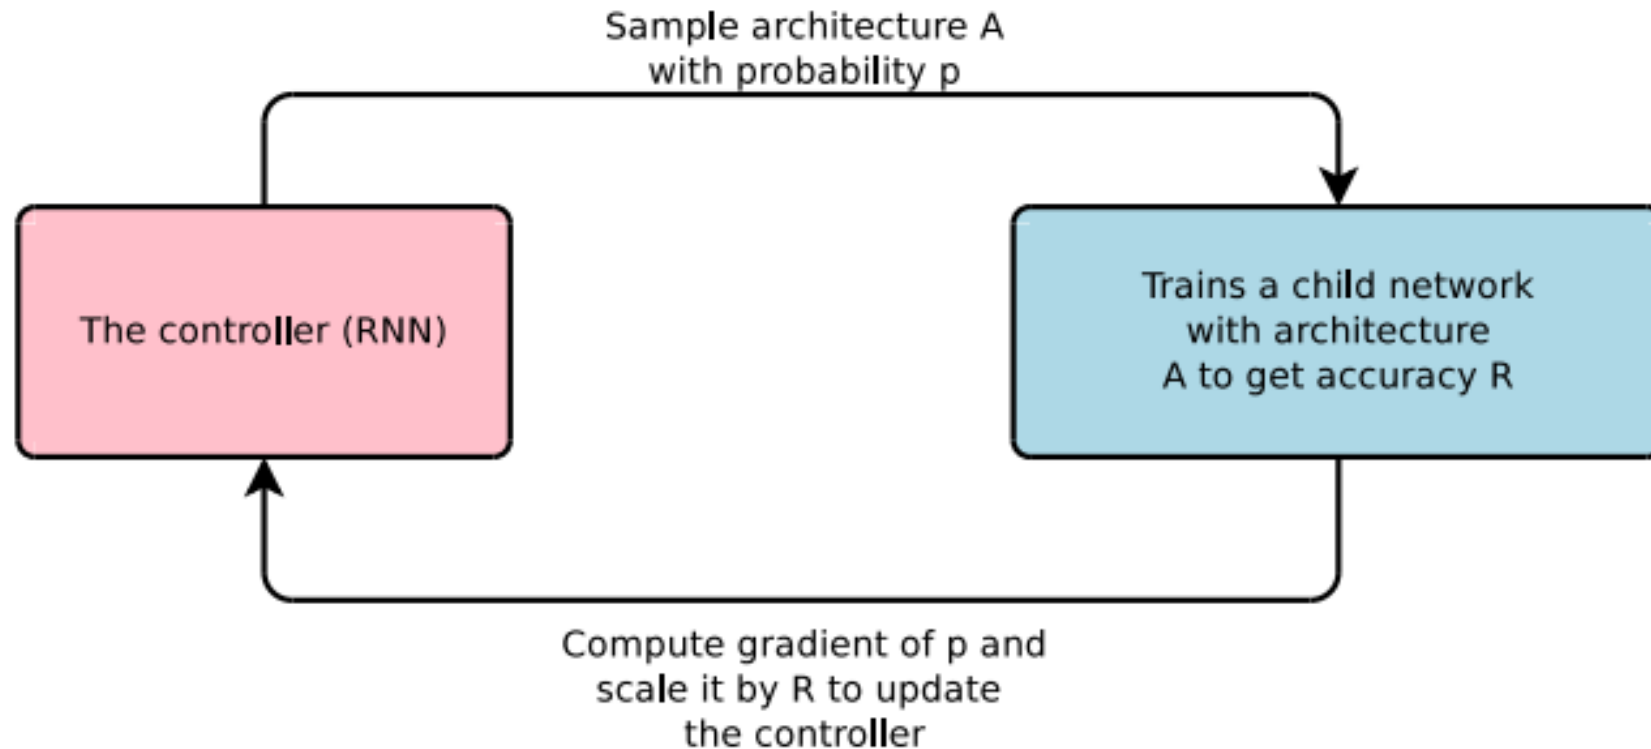 Sample architecture A
with probability p
The controller (RNN)
Trains a child network
with architecture
A to get accuracy R
Compute gradient of p and
scale it by R to update
the controller